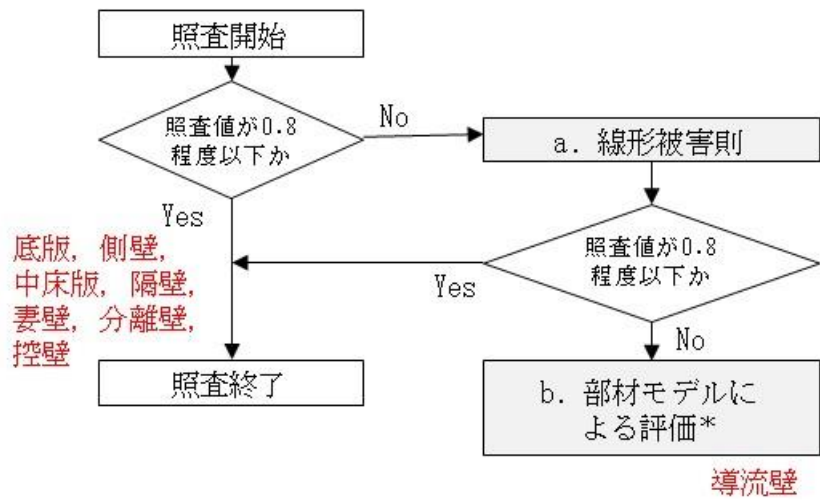 照査開始
照査値が0.8
程度以下か
No
a. 線形被害則
Yes
底版, 側壁,
中床版, 隔壁,
妻壁, 分離壁,
控壁
照査値が0.8
程度以下か
Yes
No
照査終了
b. 部材モデルに
よる評価*
導流壁